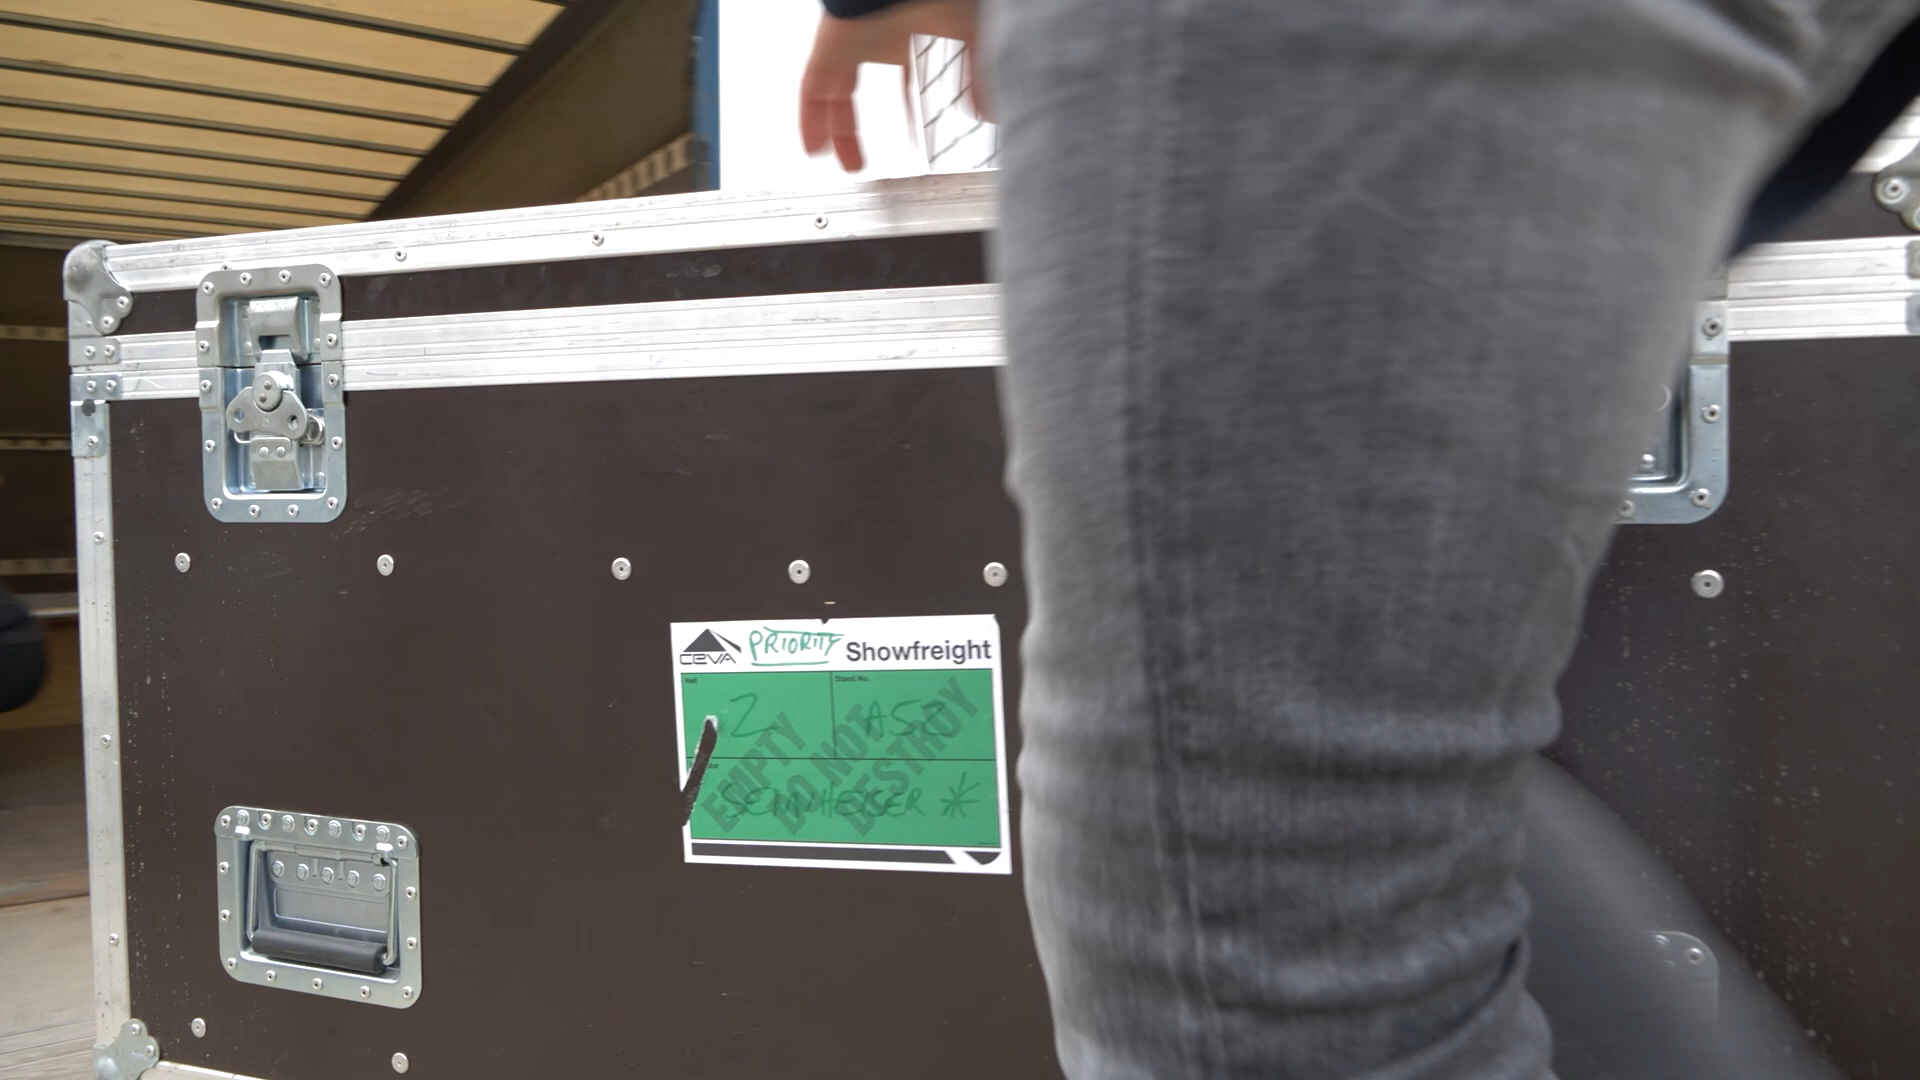 CEVA PRIORITY Showfreight
Hall Stand No.
2 A52
EMPTY
DO NOT
DESTROY
SENNHEISER *